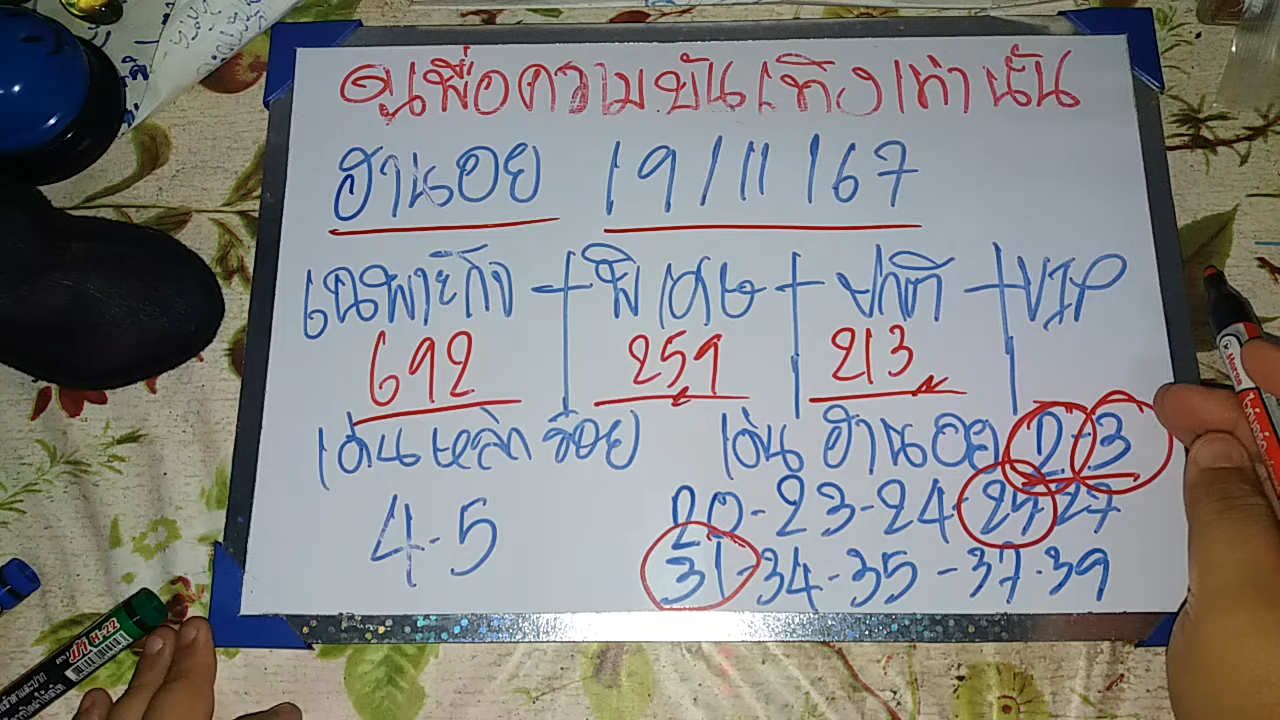 ดูเพื่อความบันเทิงเท่านั้น
ฮานอย 19/11/67
เฉพาะกิจ พิเศษ ปกติ VIP
692 259 213
เด่นหลักร้อย เด่นฮานอย 2-3
4-5 20-23-24-25-27
31-34-35-37-39
Horse